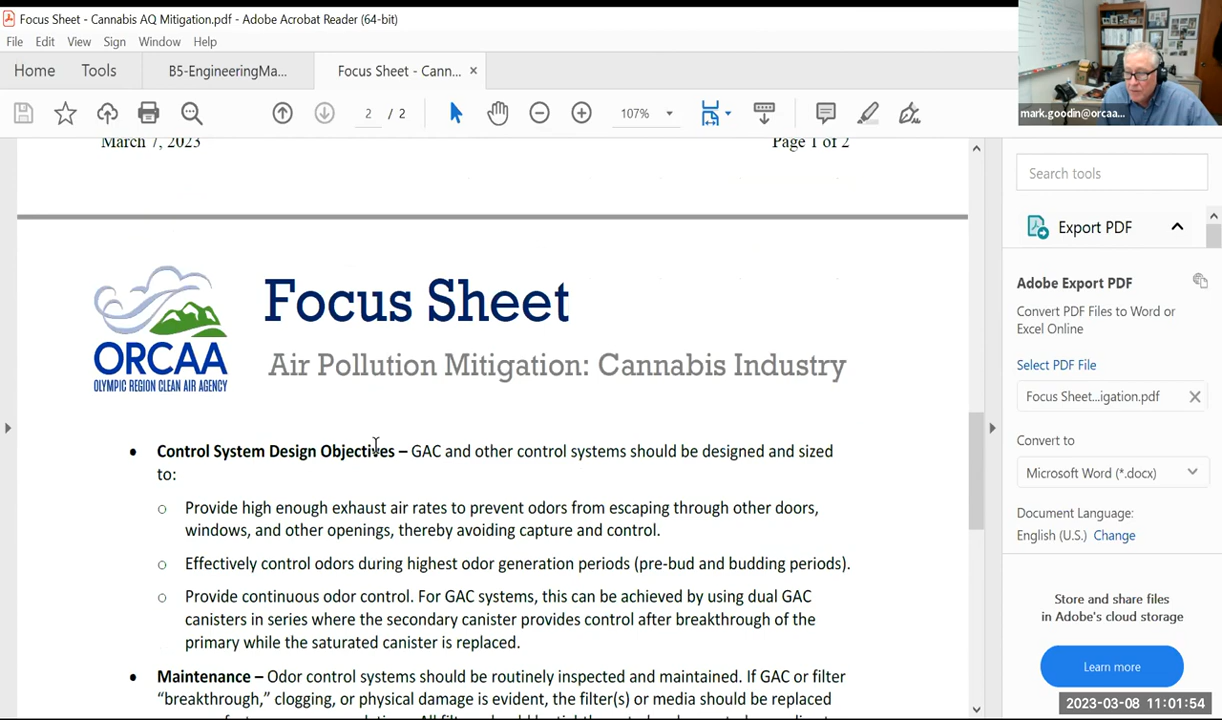 Focus Sheet - Cannabis AQ Mitigation.pdf - Adobe Acrobat Reader (64-bit)
File Edit View Sign Window Help
Home Tools B5-EngineeringMa... Focus Sheet - Cann... ×
2 / 2 107%
mark.goodin@orcaa...
March 7, 2023 Page 1 of 2
Focus Sheet
ORCAA
OLYMPIC REGION CLEAN AIR AGENCY
Air Pollution Mitigation: Cannabis Industry
• Control System Design Objectives – GAC and other control systems should be designed and sized
to:
o Provide high enough exhaust air rates to prevent odors from escaping through other doors,
windows, and other openings, thereby avoiding capture and control.
o Effectively control odors during highest odor generation periods (pre-bud and budding periods).
o Provide continuous odor control. For GAC systems, this can be achieved by using dual GAC
canisters in series where the secondary canister provides control after breakthrough of the
primary while the saturated canister is replaced.
• Maintenance – Odor control systems should be routinely inspected and maintained. If GAC or filter
“breakthrough,” clogging, or physical damage is evident, the filter(s) or media should be replaced
Search tools
Export PDF
Adobe Export PDF
Convert PDF Files to Word or
Excel Online
Select PDF File
Focus Sheet...igation.pdf
Convert to
Microsoft Word (*.docx)
Document Language:
English (U.S.) Change
Store and share files
in Adobe's cloud storage
Learn more
2023-03-08 11:01:54